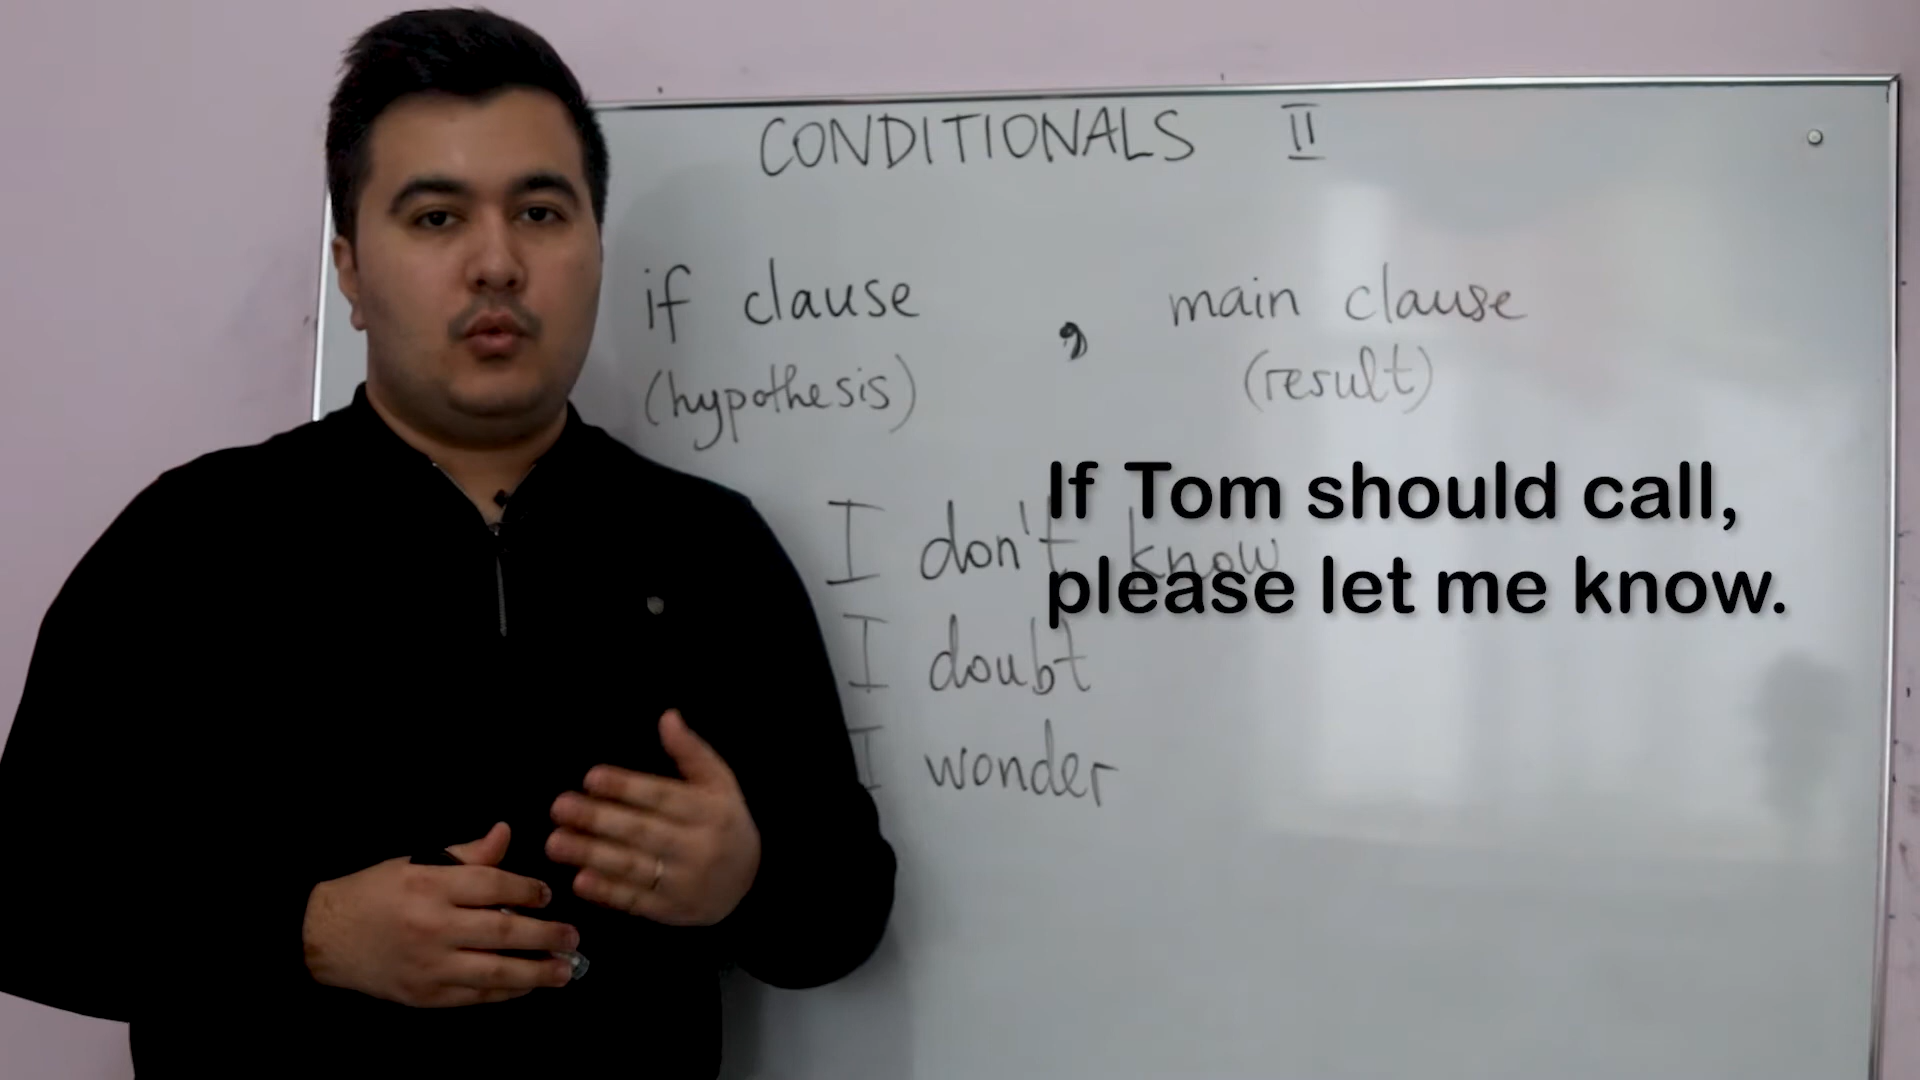 CONDITIONALS II
if clause , main clause
(hypothesis) (result)
If Tom should call,
please let me know.
I don't know
I doubt
I wonder